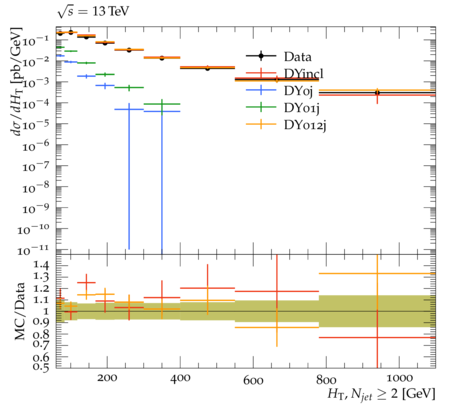 √s = 13 TeV
dσ/dH_T [pb/GeV]
10⁻¹
10⁻²
10⁻³
10⁻⁴
10⁻⁵
10⁻⁶
10⁻⁷
10⁻⁸
10⁻⁹
10⁻¹⁰
10⁻¹¹
Data
DYincl
DY0j
DY01j
DY012j
MC/Data
1.4
1.3
1.2
1.1
1.0
0.9
0.8
0.7
0.6
0.5
200 400 600 800 1000
H_T, N_jet ≥ 2 [GeV]